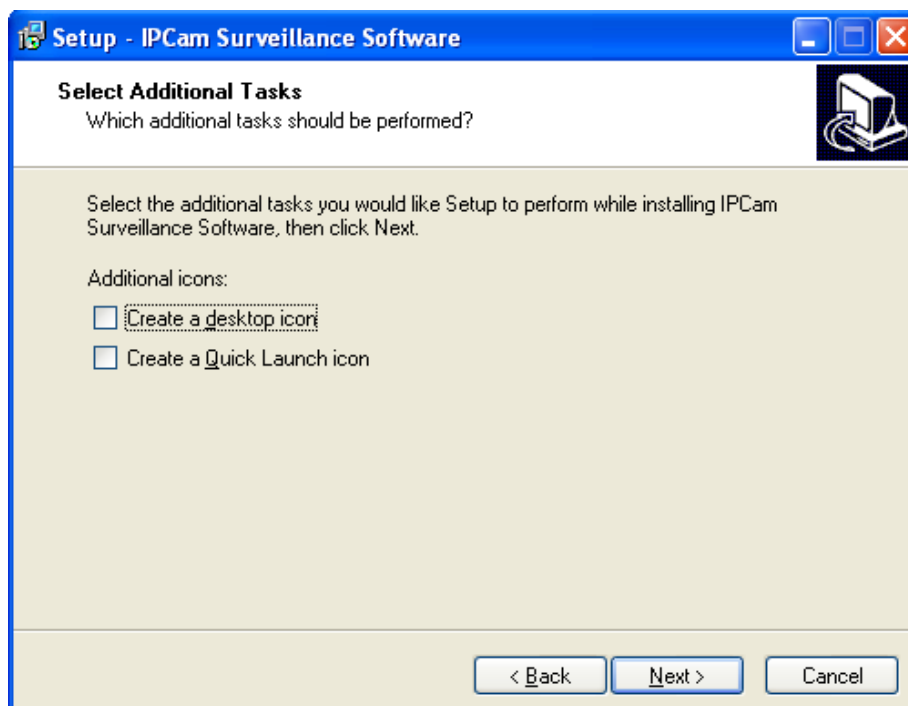 Setup - IPCam Surveillance Software
Select Additional Tasks
Which additional tasks should be performed?
Select the additional tasks you would like Setup to perform while installing IPCam
Surveillance Software, then click Next.
Additional icons:
Create a desktop icon
Create a Quick Launch icon
< Back Next > Cancel